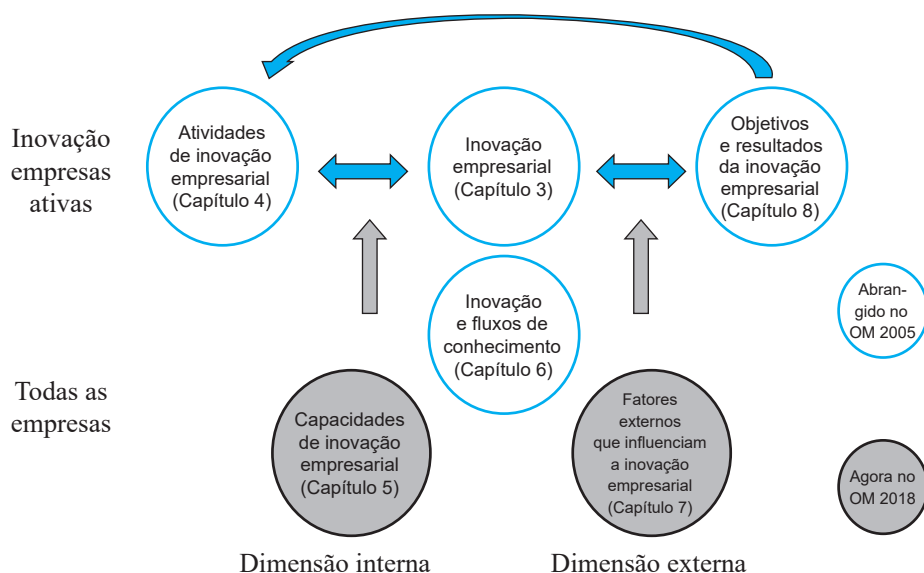 Inovação
empresas
ativas
Atividades
de inovação
empresarial
(Capítulo 4)
Inovação
empresarial
(Capítulo 3)
Objetivos
e resultados
da inovação
empresarial
(Capítulo 8)
Inovação
e fluxos de
conhecimento
(Capítulo 6)
Abran-
gido no
OM 2005
Todas as
empresas
Capacidades
de inovação
empresarial
(Capítulo 5)
Fatores
externos
que influenciam
a inovação
empresarial
(Capítulo 7)
Agora no
OM 2018
Dimensão interna
Dimensão externa